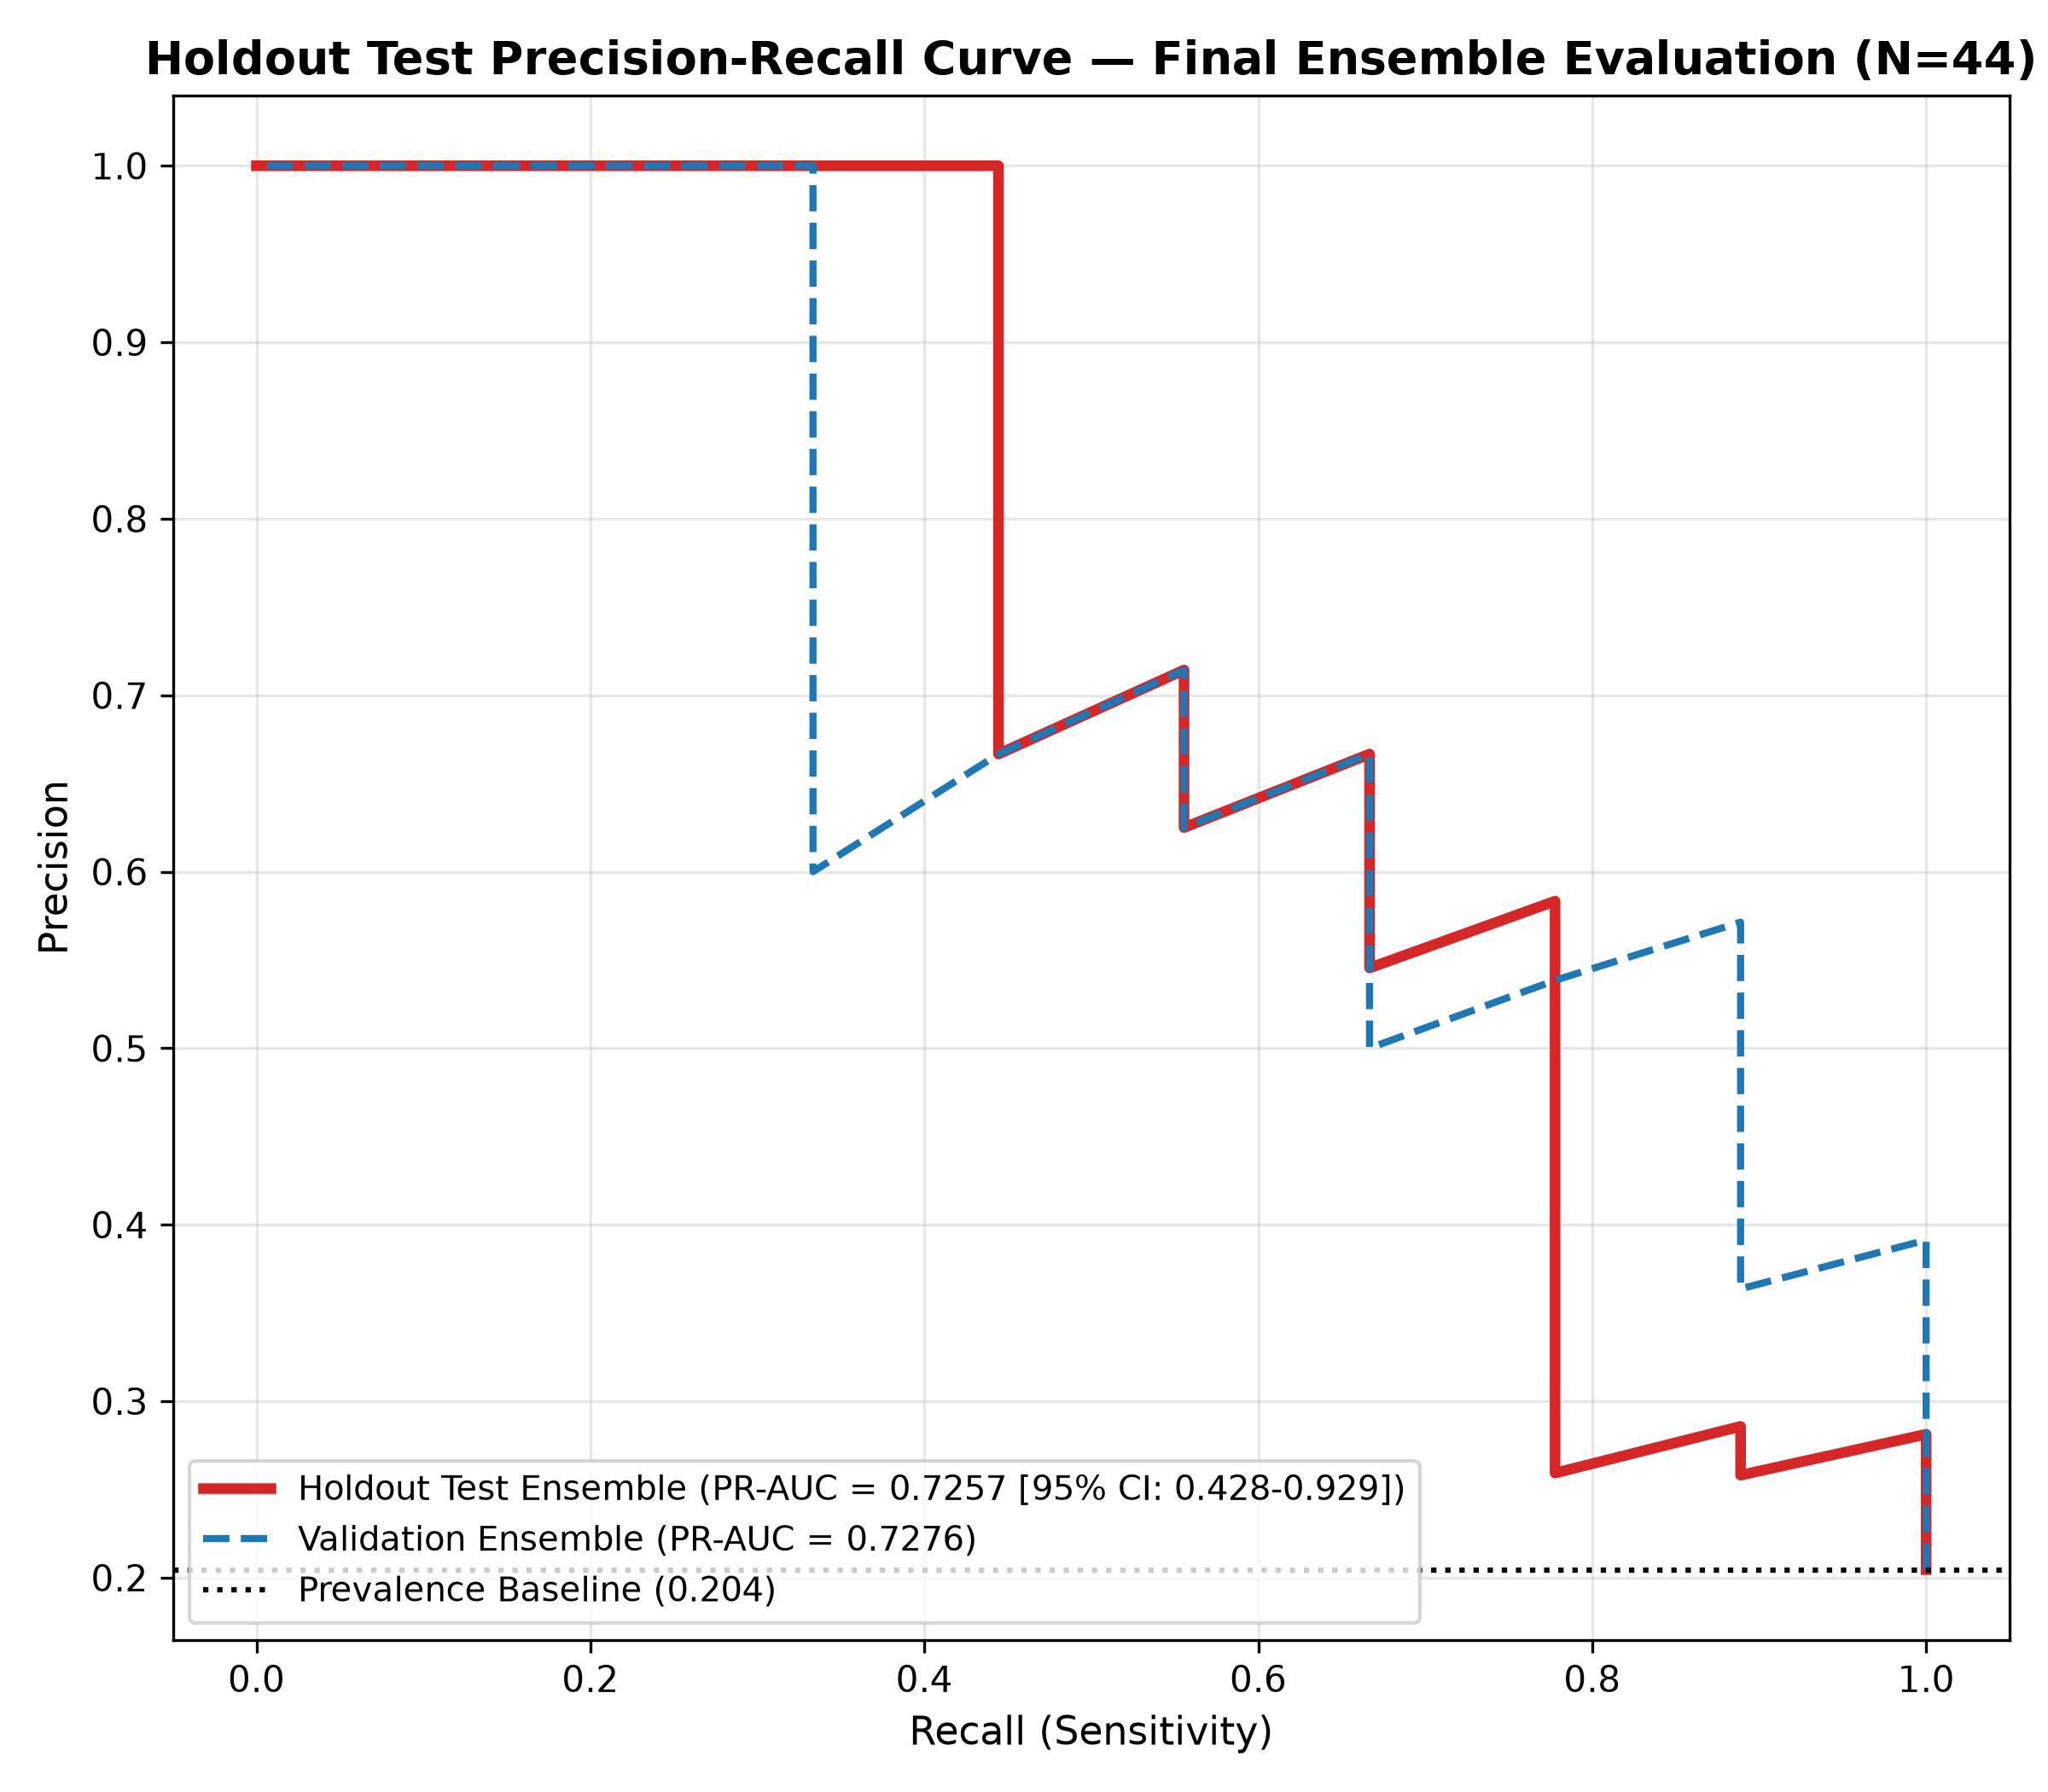 Holdout Test Precision-Recall Curve — Final Ensemble Evaluation (N=44)
1.0
0.9
0.8
0.7
0.6
0.5
0.4
0.3
0.2
Precision
Holdout Test Ensemble (PR-AUC = 0.7257 [95% CI: 0.428-0.929])
Validation Ensemble (PR-AUC = 0.7276)
Prevalence Baseline (0.204)
0.0 0.2 0.4 0.6 0.8 1.0
Recall (Sensitivity)